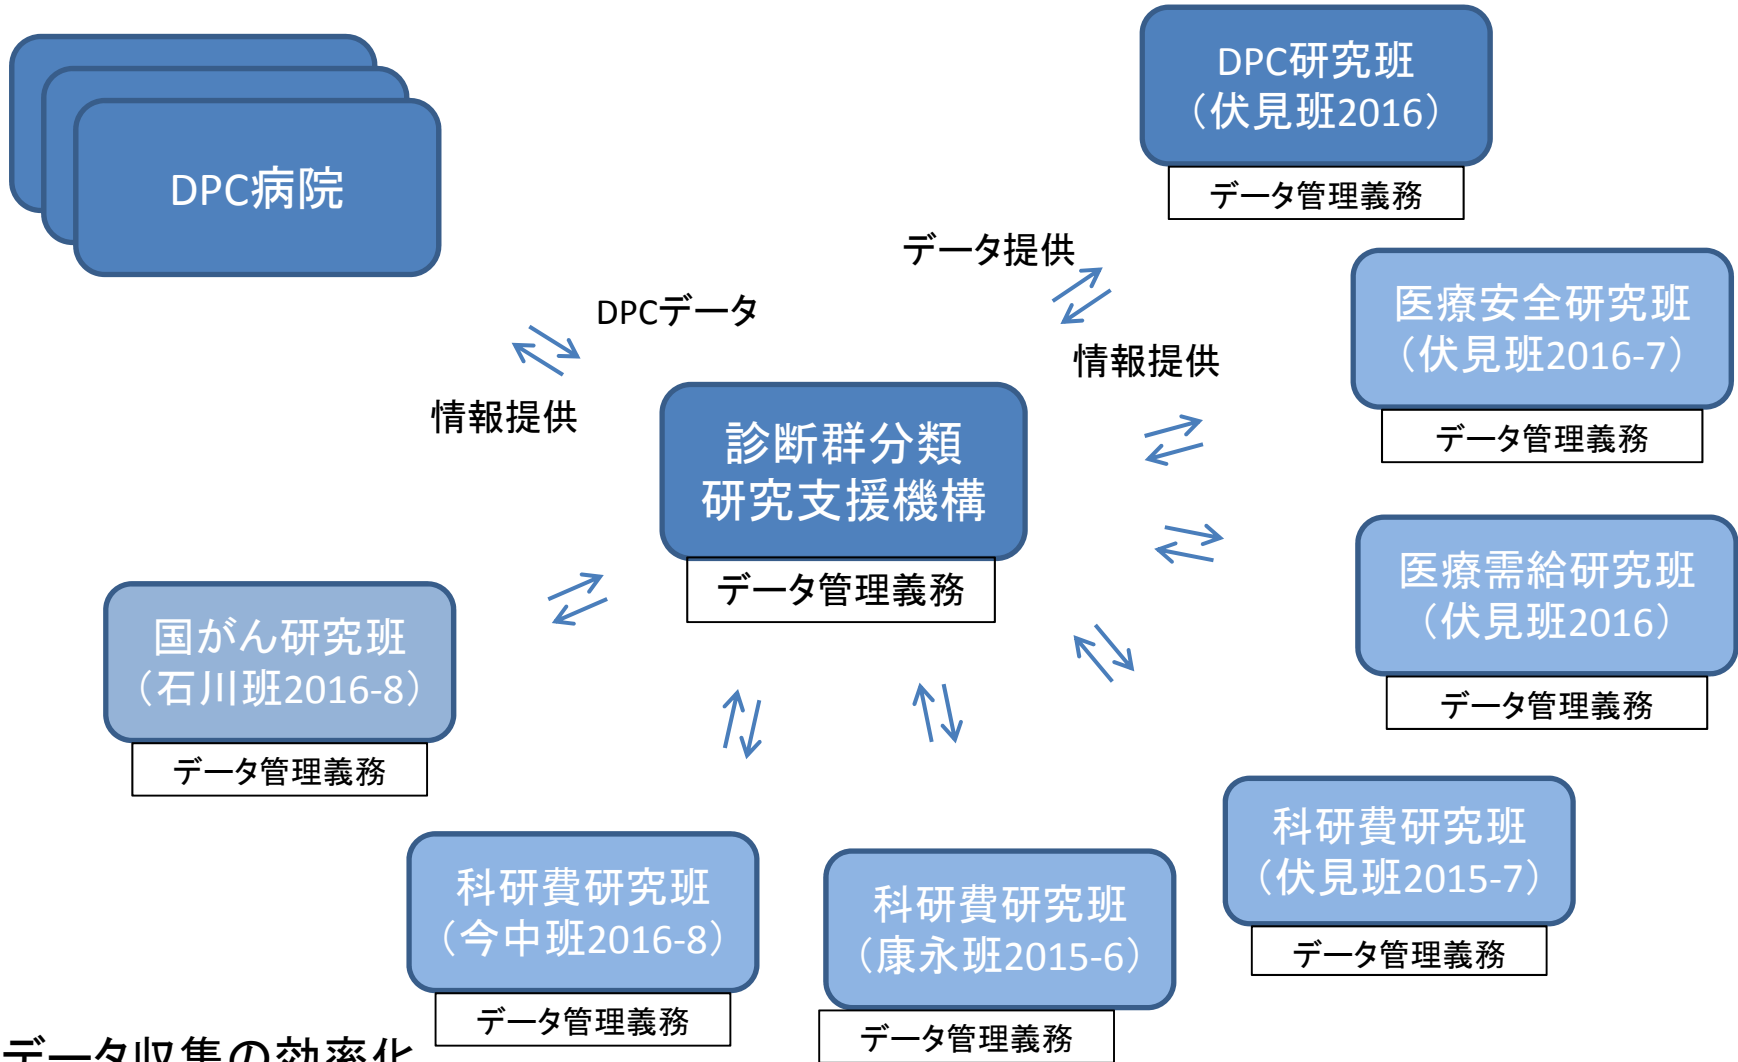 DPC病院
DPC研究班
（伏見班2016）
データ管理義務
データ提供
情報提供
DPCデータ
情報提供
医療安全研究班
（伏見班2016-7）
データ管理義務
診断群分類
研究支援機構
データ管理義務
医療需給研究班
（伏見班2016）
データ管理義務
国がん研究班
（石川班2016-8）
データ管理義務
科研費研究班
（伏見班2015-7）
データ管理義務
科研費研究班
（今中班2016-8）
データ管理義務
科研費研究班
（康永班2015-6）
データ管理義務
データ収集の効率化